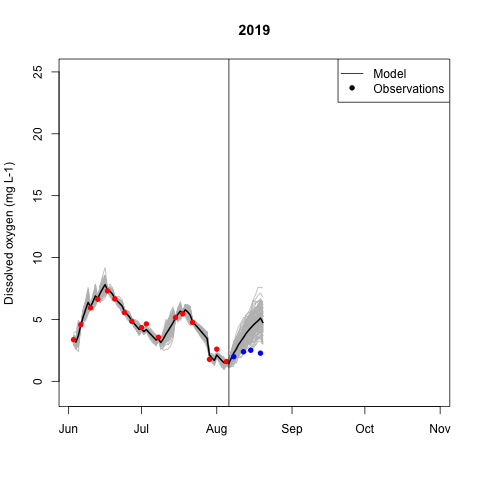 2019
Model
Observations
Dissolved oxygen (mg L-1)
25
20
15
10
5
0
Jun Jul Aug Sep Oct Nov